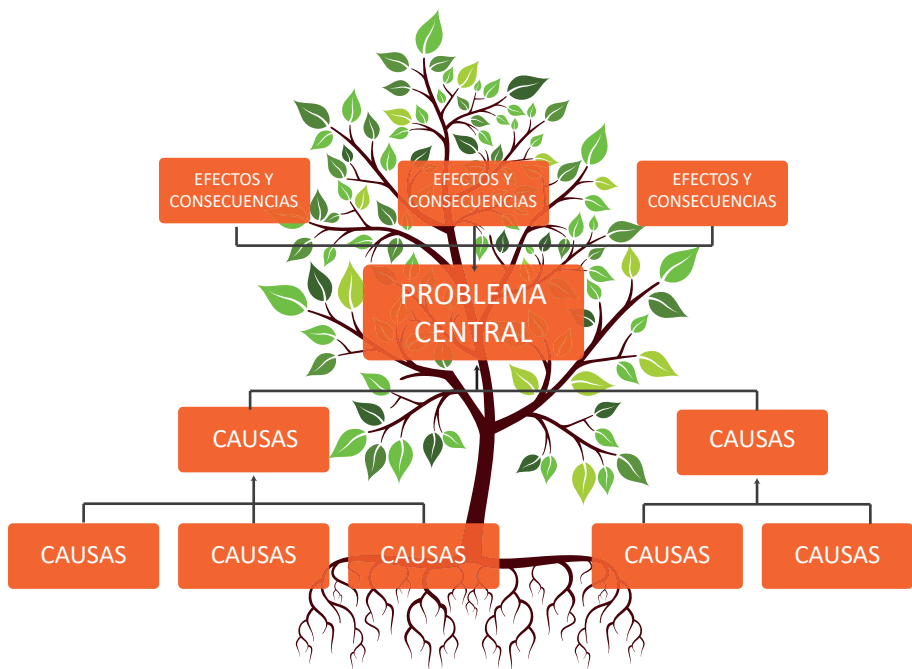 EFECTOS Y
CONSECUENCIAS
EFECTOS Y
CONSECUENCIAS
EFECTOS Y
CONSECUENCIAS
PROBLEMA
CENTRAL
CAUSAS
CAUSAS
CAUSAS
CAUSAS
CAUSAS
CAUSAS
CAUSAS